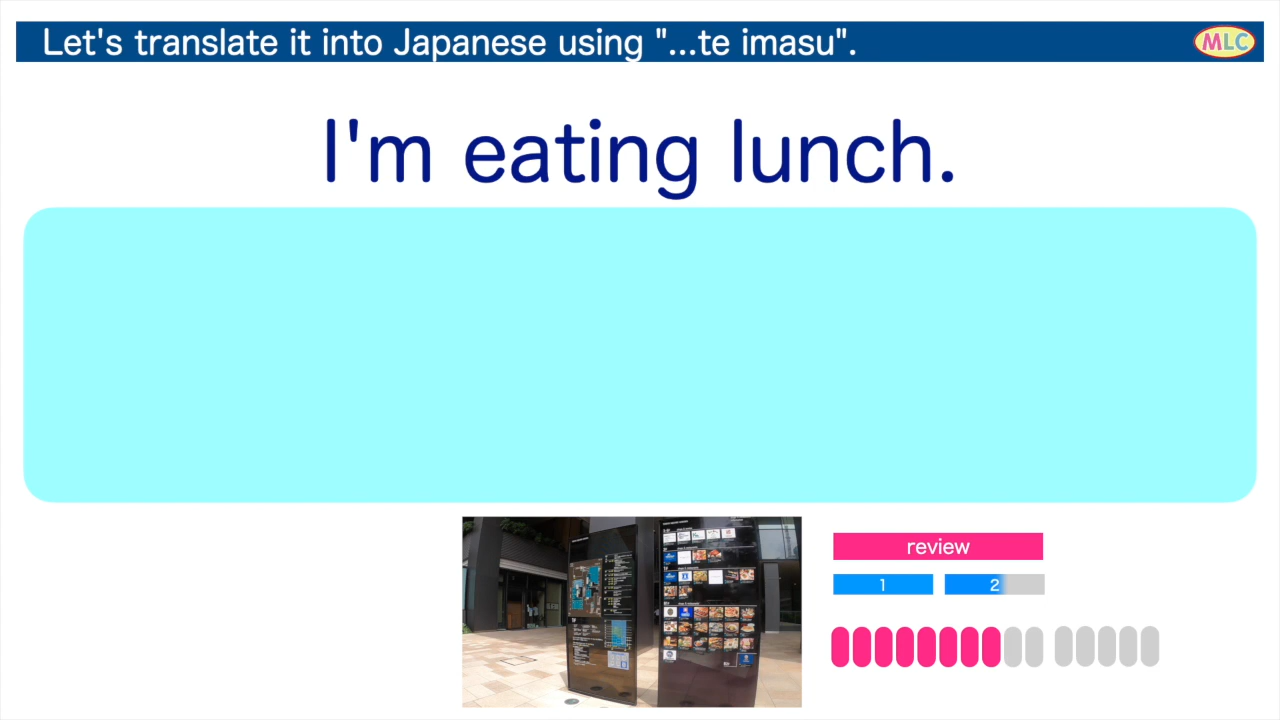 Let's translate it into Japanese using "...te imasu".
MLC
I'm eating lunch.
review
1
2